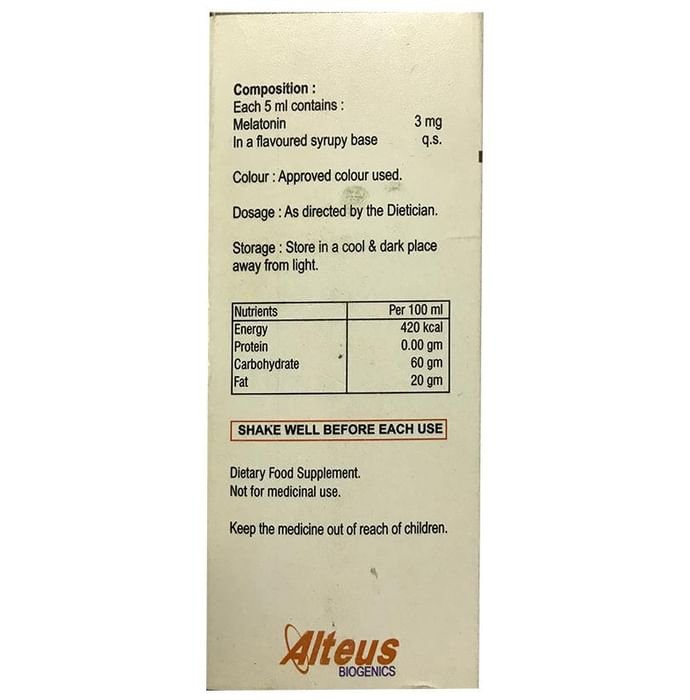 Composition :
Each 5 ml contains :
Melatonin 3 mg
In a flavoured syrupy base q.s.
Colour : Approved colour used.
Dosage : As directed by the Dietician.
Storage : Store in a cool & dark place
away from light.
Nutrients Per 100 ml
Energy 420 kcal
Protein 0.00 gm
Carbohydrate 60 gm
Fat 20 gm
SHAKE WELL BEFORE EACH USE
Dietary Food Supplement.
Not for medicinal use.
Keep the medicine out of reach of children.
Alteus
BIOGENICS